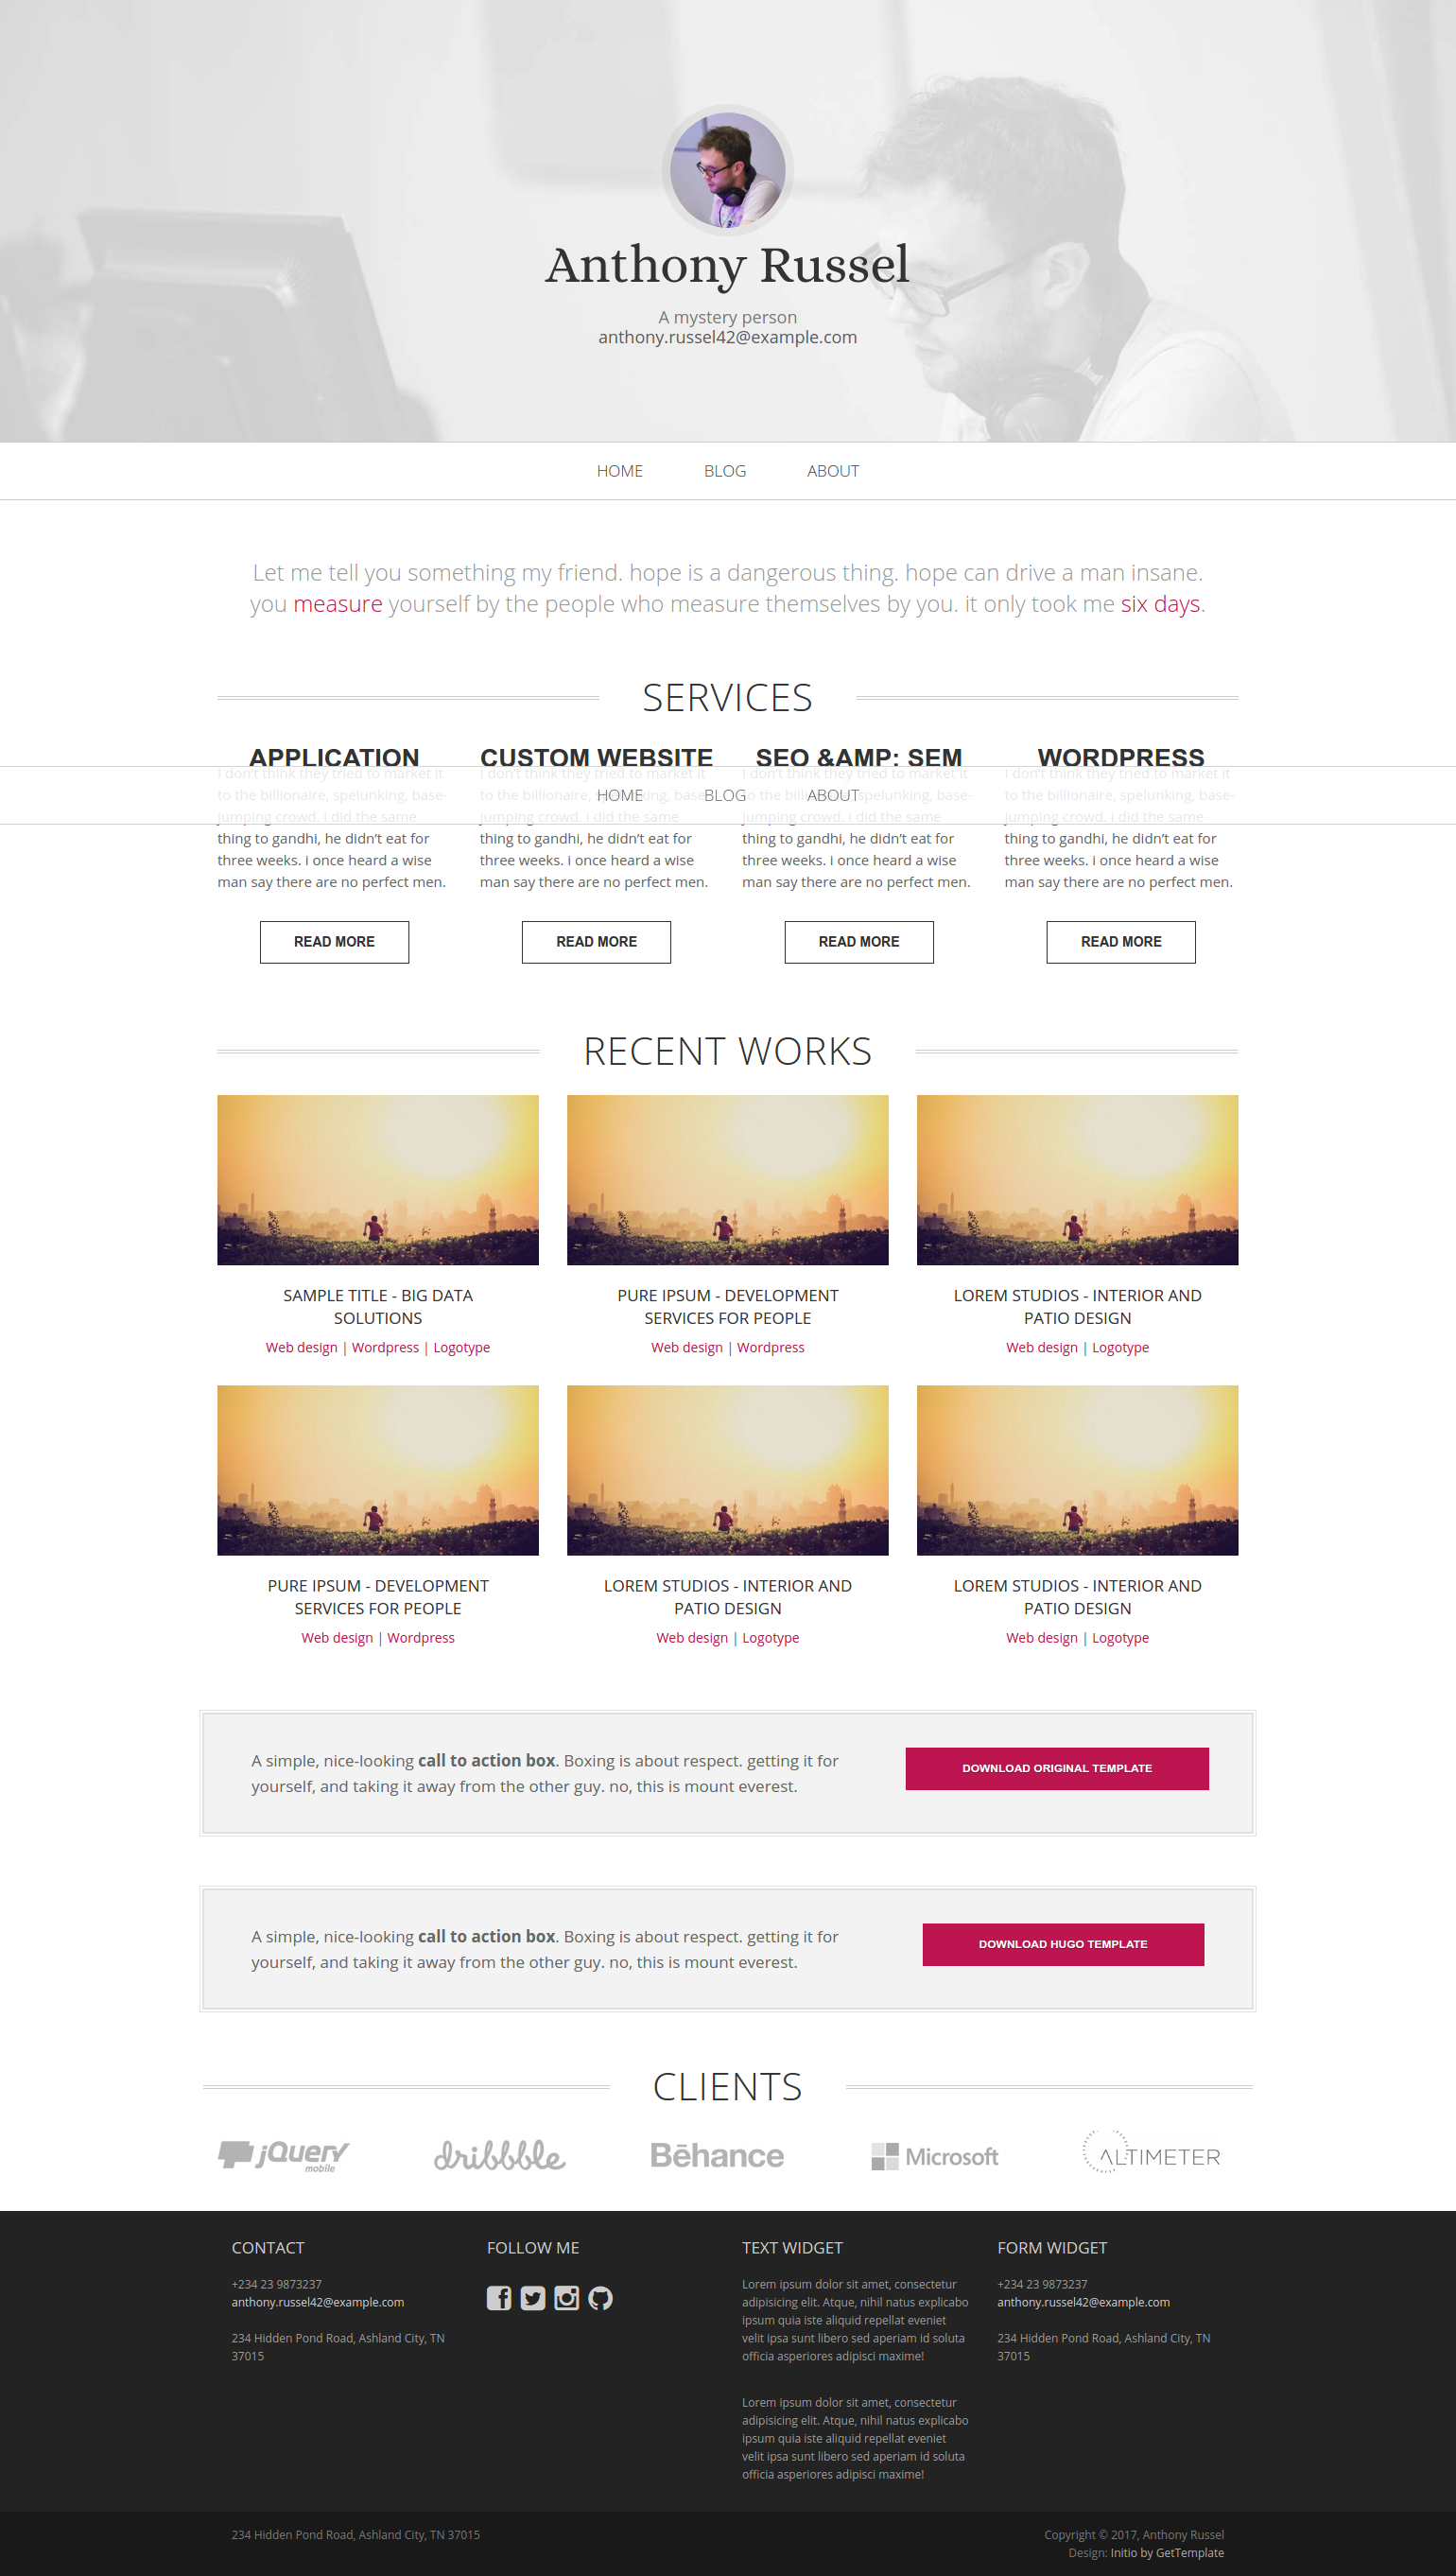 Anthony Russel
A mystery person
anthony.russel42@example.com
HOME BLOG ABOUT
Let me tell you something my friend. hope is a dangerous thing. hope can drive a man insane.
you measure yourself by the people who measure themselves by you. it only took me six days.
SERVICES
APPLICATION
I don't think they tried to market it
to the billionaire, spelunking, base-
jumping crowd. i did the same
thing to gandhi, he didn't eat for
three weeks. i once heard a wise
man say there are no perfect men.
READ MORE
CUSTOM WEBSITE
I don't think they tried to market it
to the billionaire, spelunking, base-
jumping crowd. i did the same
thing to gandhi, he didn't eat for
three weeks. i once heard a wise
man say there are no perfect men.
READ MORE
SEO &AMP; SEM
I don't think they tried to market it
to the billionaire, spelunking, base-
jumping crowd. i did the same
thing to gandhi, he didn't eat for
three weeks. i once heard a wise
man say there are no perfect men.
READ MORE
WORDPRESS
I don't think they tried to market it
to the billionaire, spelunking, base-
jumping crowd. i did the same
thing to gandhi, he didn't eat for
three weeks. i once heard a wise
man say there are no perfect men.
READ MORE
HOME BLOG ABOUT
RECENT WORKS
SAMPLE TITLE - BIG DATA
SOLUTIONS
Web design | Wordpress | Logotype
PURE IPSUM - DEVELOPMENT
SERVICES FOR PEOPLE
Web design | Wordpress
LOREM STUDIOS - INTERIOR AND
PATIO DESIGN
Web design | Logotype
PURE IPSUM - DEVELOPMENT
SERVICES FOR PEOPLE
Web design | Wordpress
LOREM STUDIOS - INTERIOR AND
PATIO DESIGN
Web design | Logotype
LOREM STUDIOS - INTERIOR AND
PATIO DESIGN
Web design | Logotype
A simple, nice-looking call to action box. Boxing is about respect. getting it for
yourself, and taking it away from the other guy. no, this is mount everest.
DOWNLOAD ORIGINAL TEMPLATE
A simple, nice-looking call to action box. Boxing is about respect. getting it for
yourself, and taking it away from the other guy. no, this is mount everest.
DOWNLOAD HUGO TEMPLATE
CLIENTS
jQuery
mobile
dribbble
Bēhance
Microsoft
ALTIMETER
CONTACT
+234 23 9873237
anthony.russel42@example.com
234 Hidden Pond Road, Ashland City, TN
37015
FOLLOW ME
TEXT WIDGET
Lorem ipsum dolor sit amet, consectetur
adipisicing elit. Atque, nihil natus explicabo
ipsum quia iste aliquid repellat eveniet
velit ipsa sunt libero sed aperiam id soluta
officia asperiores adipisci maxime!
Lorem ipsum dolor sit amet, consectetur
adipisicing elit. Atque, nihil natus explicabo
ipsum quia iste aliquid repellat eveniet
velit ipsa sunt libero sed aperiam id soluta
officia asperiores adipisci maxime!
FORM WIDGET
+234 23 9873237
anthony.russel42@example.com
234 Hidden Pond Road, Ashland City, TN
37015
234 Hidden Pond Road, Ashland City, TN 37015
Copyright © 2017, Anthony Russel
Design: Initio by GetTemplate